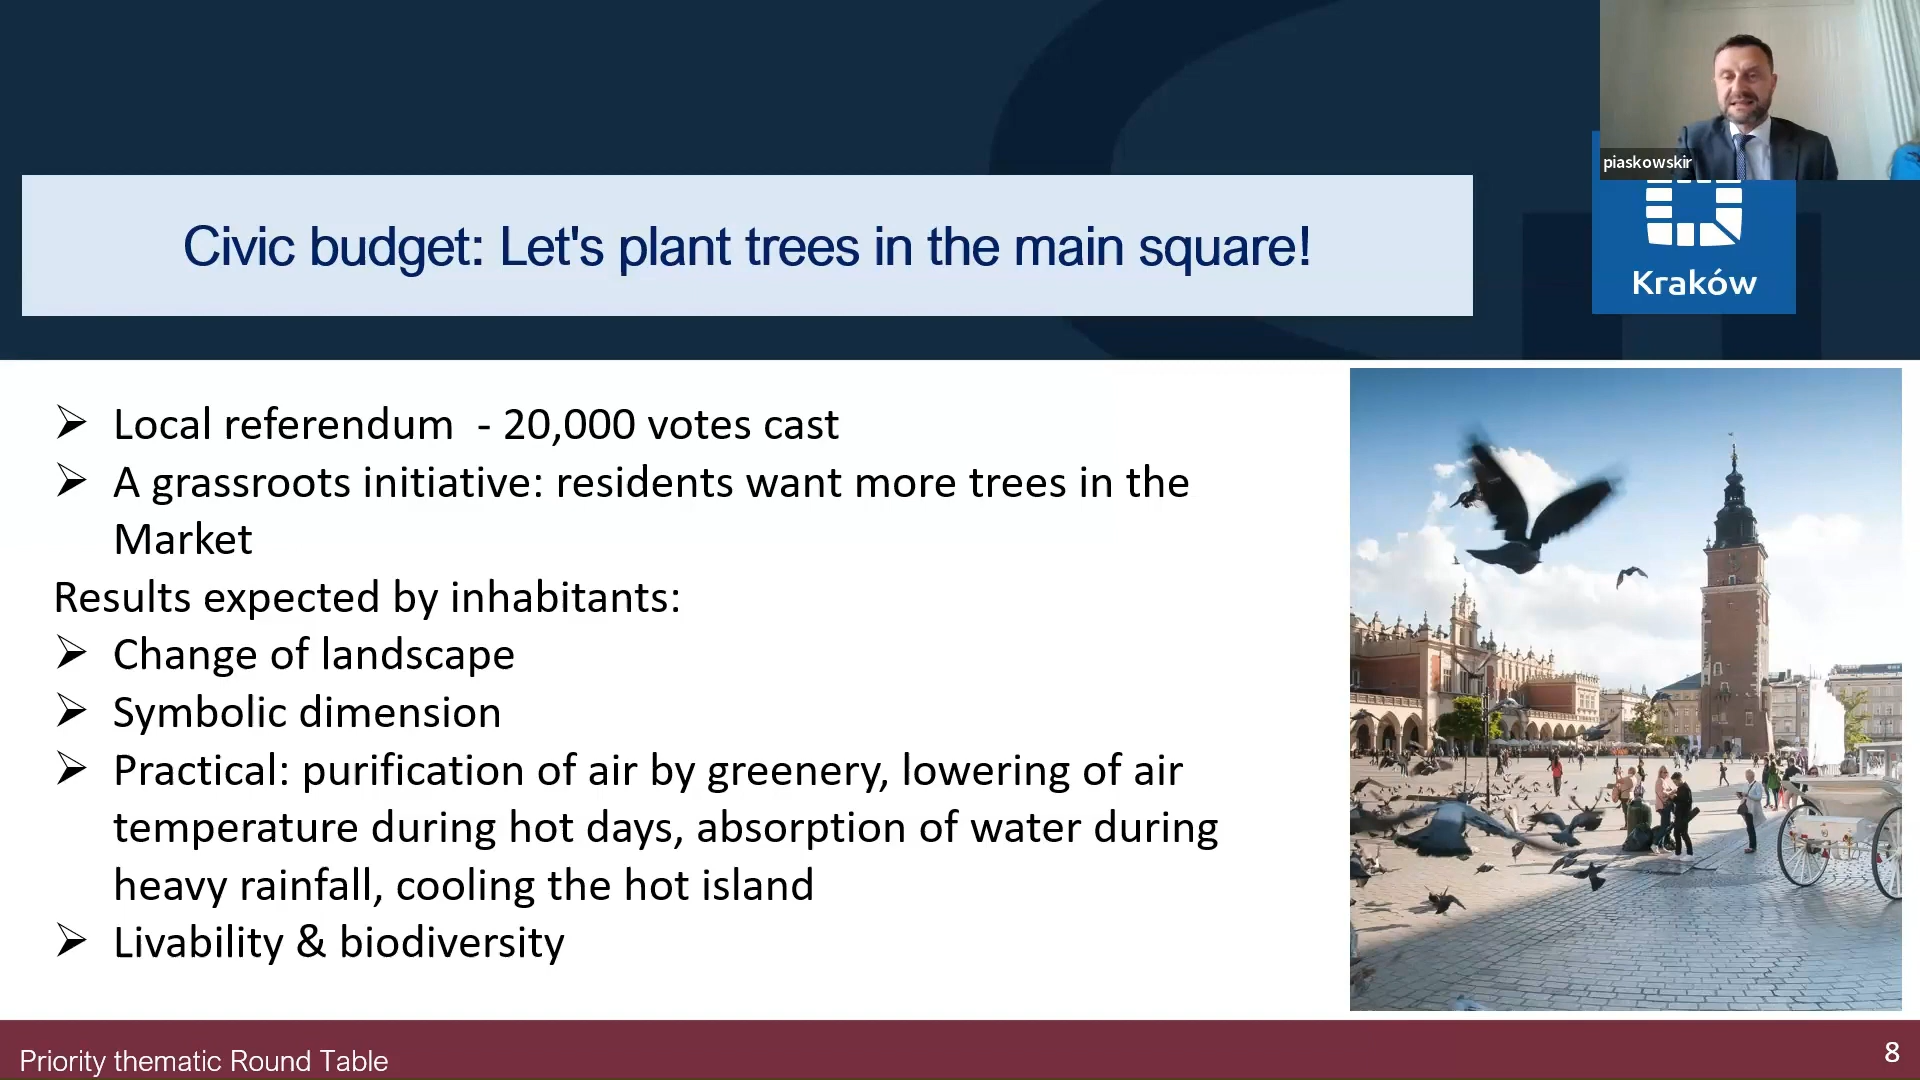 piaskowskir
Civic budget: Let's plant trees in the main square!
Kraków
Local referendum - 20,000 votes cast
A grassroots initiative: residents want more trees in the
Market
Results expected by inhabitants:
Change of landscape
Symbolic dimension
Practical: purification of air by greenery, lowering of air
temperature during hot days, absorption of water during
heavy rainfall, cooling the hot island
Livability & biodiversity
Priority thematic Round Table
8